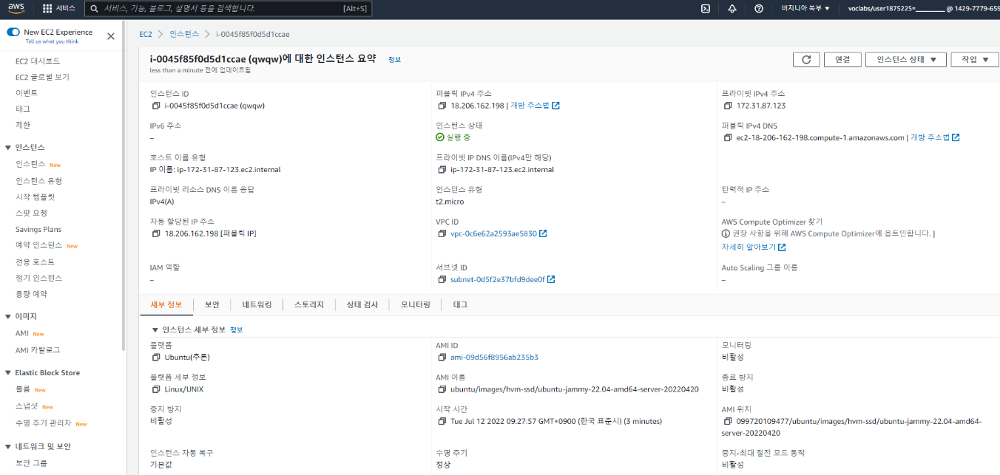 aws
서비스
서비스, 기능, 블로그, 설명서 등을 검색합니다.
[Alt+S]
버지니아 북부 ▼
voclabs/user1875225=________ @ 1429-7779-659
New EC2 Experience
Tell us what you think
EC2 대시보드
EC2 글로벌 보기
이벤트
태그
제한
▼ 인스턴스
인스턴스 New
인스턴스 유형
시작 템플릿
스팟 요청
Savings Plans
예약 인스턴스 New
전용 호스트
정기 인스턴스
용량 예약
▼ 이미지
AMI New
AMI 카탈로그
▼ Elastic Block Store
볼륨 New
스냅샷 New
수명 주기 관리자 New
▼ 네트워크 및 보안
보안 그룹
EC2 > 인스턴스 > i-0045f85f0d5d1ccae
i-0045f85f0d5d1ccae (qwqw)에 대한 인스턴스 요약 정보
less than a minute 전에 업데이트됨
연결
인스턴스 상태 ▼
작업 ▼
인스턴스 ID
i-0045f85f0d5d1ccae (qwqw)
퍼블릭 IPv4 주소
18.206.162.198 | 개방 주소법
프라이빗 IPv4 주소
172.31.87.123
IPv6 주소
–
인스턴스 상태
실행 중
퍼블릭 IPv4 DNS
ec2-18-206-162-198.compute-1.amazonaws.com | 개방 주소법
호스트 이름 유형
IP 이름: ip-172-31-87-123.ec2.internal
프라이빗 IP DNS 이름(IPv4만 해당)
ip-172-31-87-123.ec2.internal
프라이빗 리소스 DNS 이름 응답
IPv4(A)
인스턴스 유형
t2.micro
탄력적 IP 주소
–
자동 할당된 IP 주소
18.206.162.198 [퍼블릭 IP]
VPC ID
vpc-0c6e62a2593ae5830
AWS Compute Optimizer 찾기
권장 사항을 위해 AWS Compute Optimizer에 옵트인합니다. |
자세히 알아보기
IAM 역할
–
서브넷 ID
subnet-0d5f2e37bfd9dee0f
Auto Scaling 그룹 이름
–
세부 정보
보안
네트워킹
스토리지
상태 검사
모니터링
태그
▼ 인스턴스 세부 정보 정보
플랫폼
Ubuntu(추론)
AMI ID
ami-09d56f8956ab235b3
모니터링
비활성
플랫폼 세부 정보
Linux/UNIX
AMI 이름
ubuntu/images/hvm-ssd/ubuntu-jammy-22.04-amd64-server-20220420
종료 방지
비활성
중지 방지
비활성
시작 시간
Tue Jul 12 2022 09:27:57 GMT+0900 (한국 표준시) (3 minutes)
AMI 위치
099720109477/ubuntu/images/hvm-ssd/ubuntu-jammy-22.04-amd64-
server-20220420
인스턴스 자동 복구
기본값
수명 주기
정상
중지-최대 절전 모드 동작
비활성